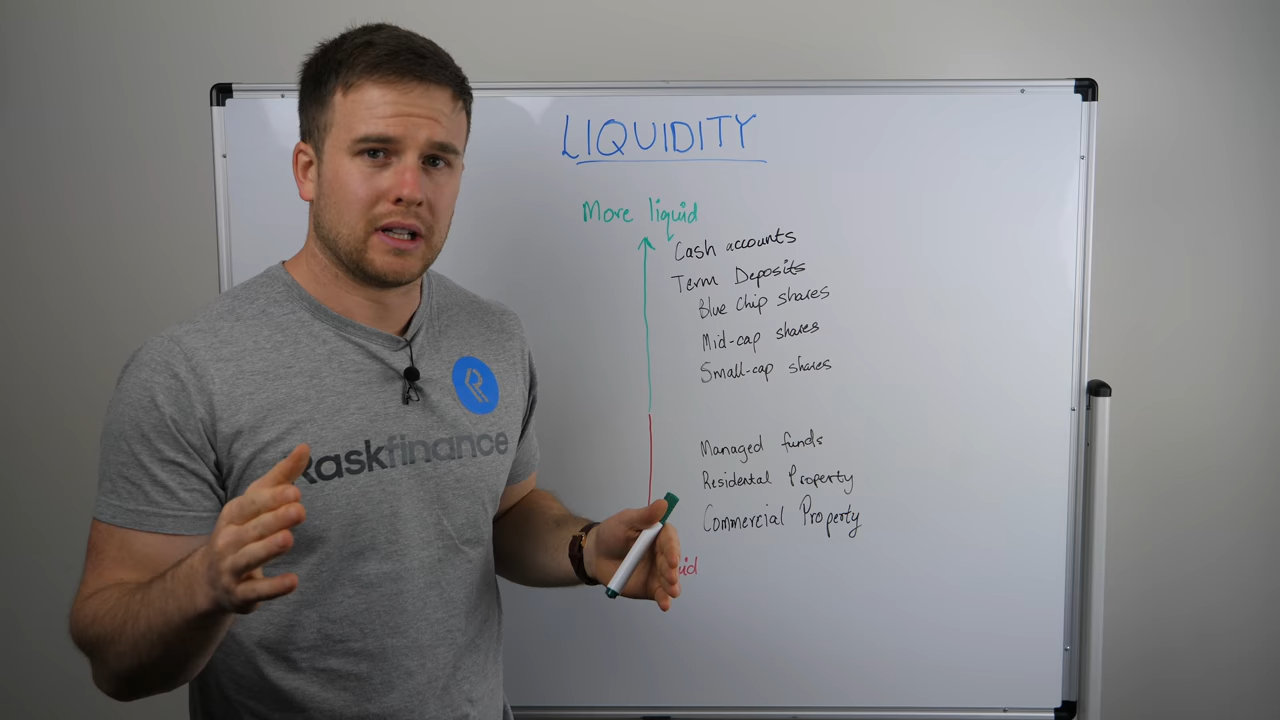 LIQUIDITY
More liquid
Cash accounts
Term Deposits
Blue Chip shares
Mid-cap shares
Small-cap shares
Managed funds
Residental Property
Commercial Property
Raskfinance